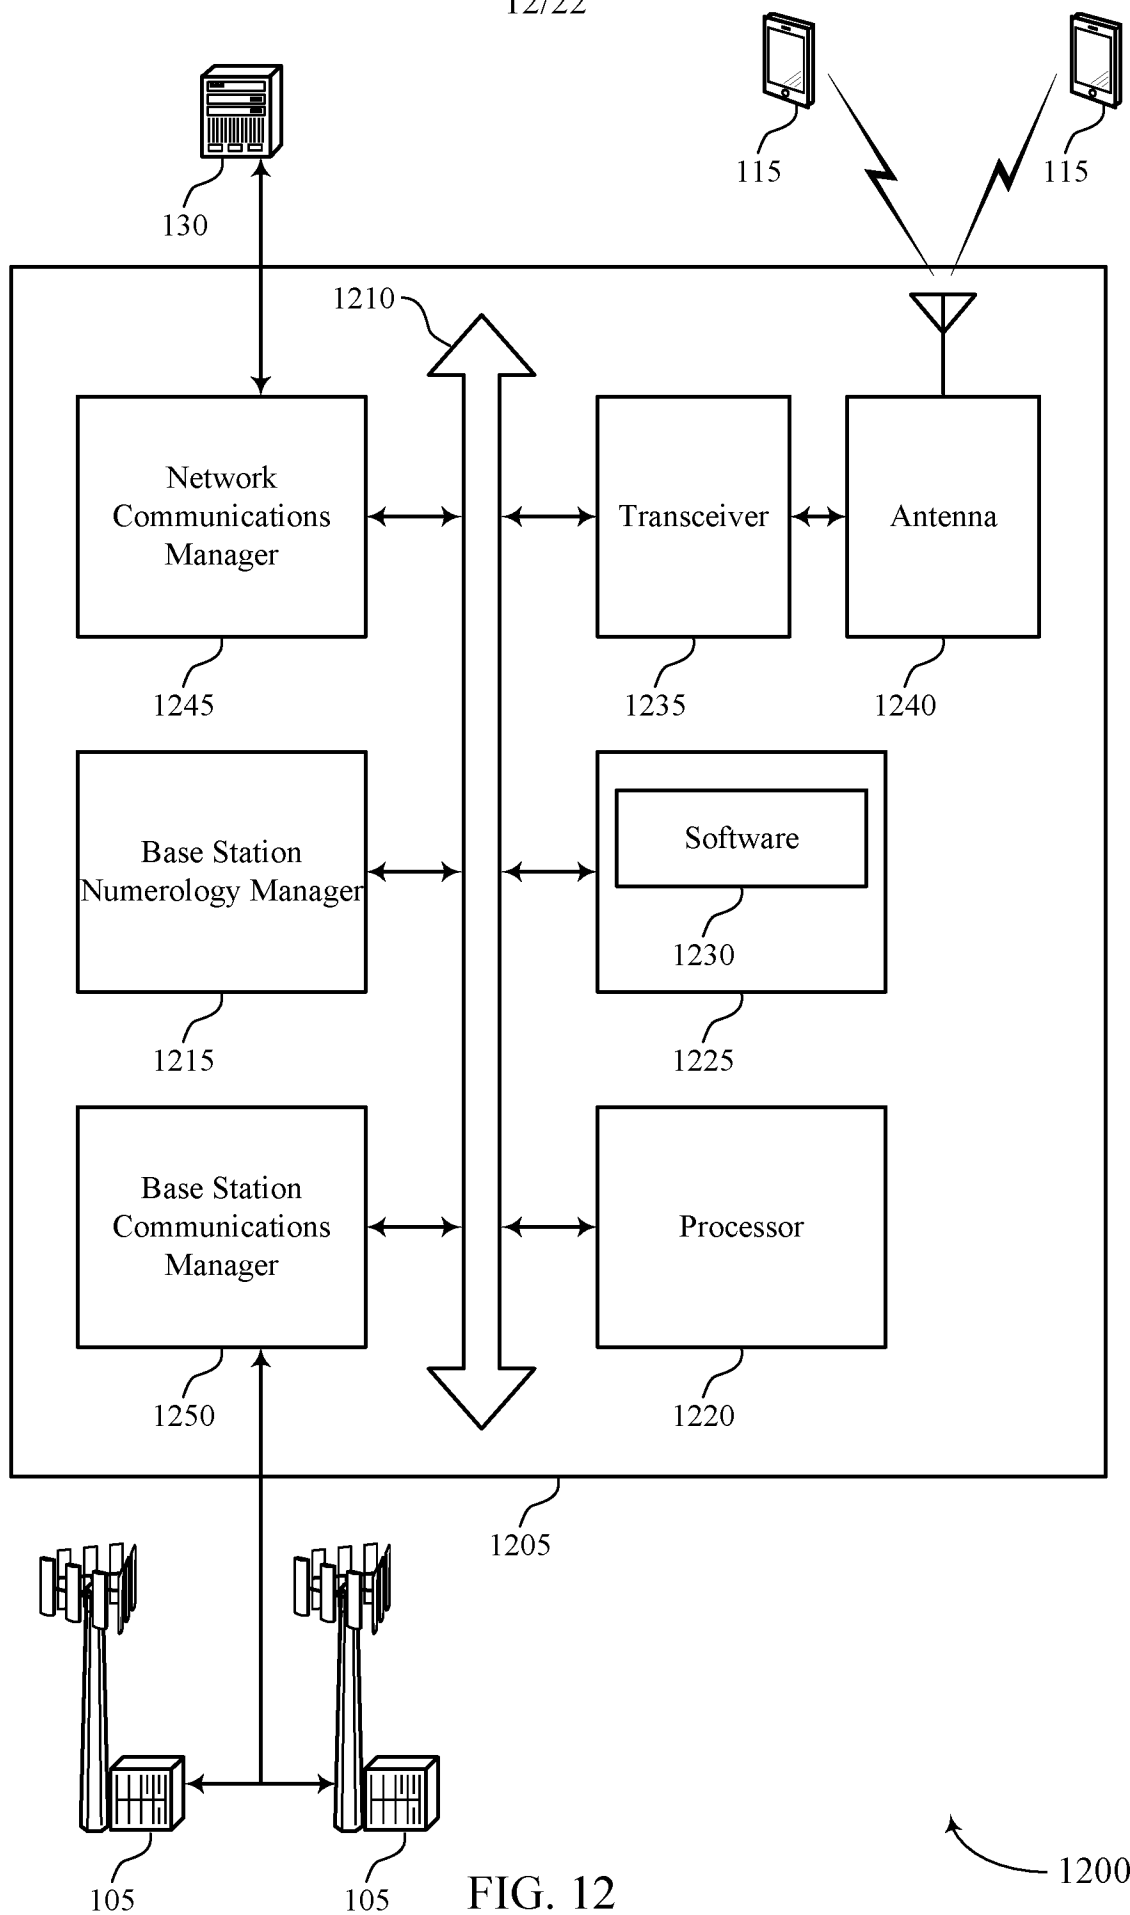 12/22
115
115
130
1210
Network
Communications
Manager
Transceiver
Antenna
1245
1235
1240
Base Station
Numerology Manager
Software
1230
1215
1225
Base Station
Communications
Manager
Processor
1250
1220
1205
105
105
FIG. 12
1200